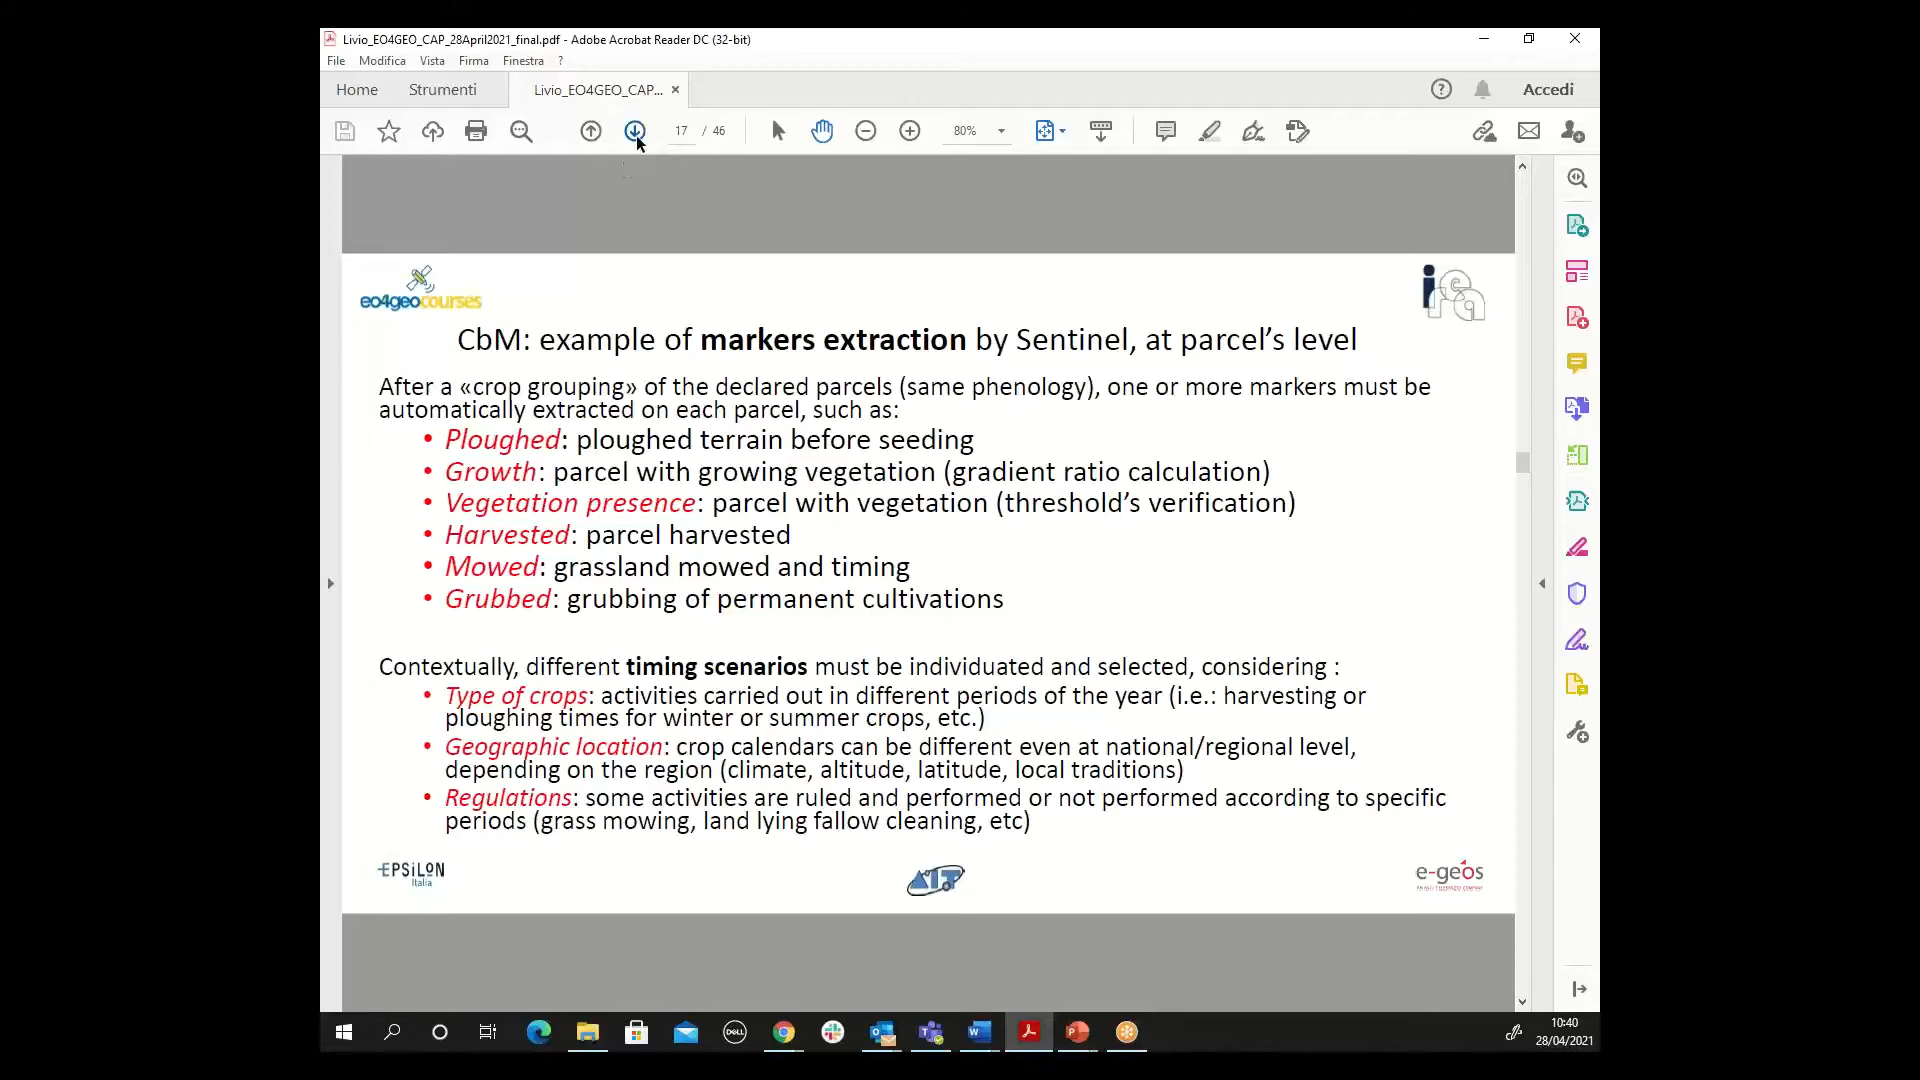 Livio_EO4GEO_CAP_28April2021_final.pdf - Adobe Acrobat Reader DC (32-bit)
File Modifica Vista Firma Finestra ?
Home Strumenti Livio_EO4GEO_CAP... × Accedi
17 / 46 80%
eo4geocourses
irea
CbM: example of markers extraction by Sentinel, at parcel's level
After a «crop grouping» of the declared parcels (same phenology), one or more markers must be
automatically extracted on each parcel, such as:
• Ploughed: ploughed terrain before seeding
• Growth: parcel with growing vegetation (gradient ratio calculation)
• Vegetation presence: parcel with vegetation (threshold's verification)
• Harvested: parcel harvested
• Mowed: grassland mowed and timing
• Grubbed: grubbing of permanent cultivations
Contextually, different timing scenarios must be individuated and selected, considering :
• Type of crops: activities carried out in different periods of the year (i.e.: harvesting or
ploughing times for winter or summer crops, etc.)
• Geographic location: crop calendars can be different even at national/regional level,
depending on the region (climate, altitude, latitude, local traditions)
• Regulations: some activities are ruled and performed or not performed according to specific
periods (grass mowing, land lying fallow cleaning, etc)
EPSiLON
Italia
AIT
e-geos
DELL
10:40
28/04/2021